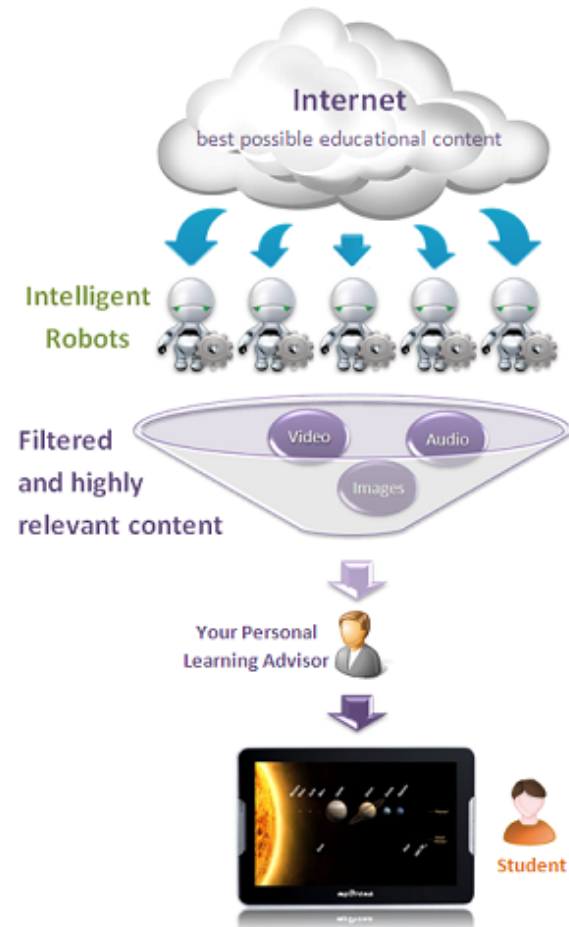 Internet
best possible educational content
Intelligent
Robots
Video
Audio
Images
Filtered
and highly
relevant content
Your Personal
Learning Advisor
Student